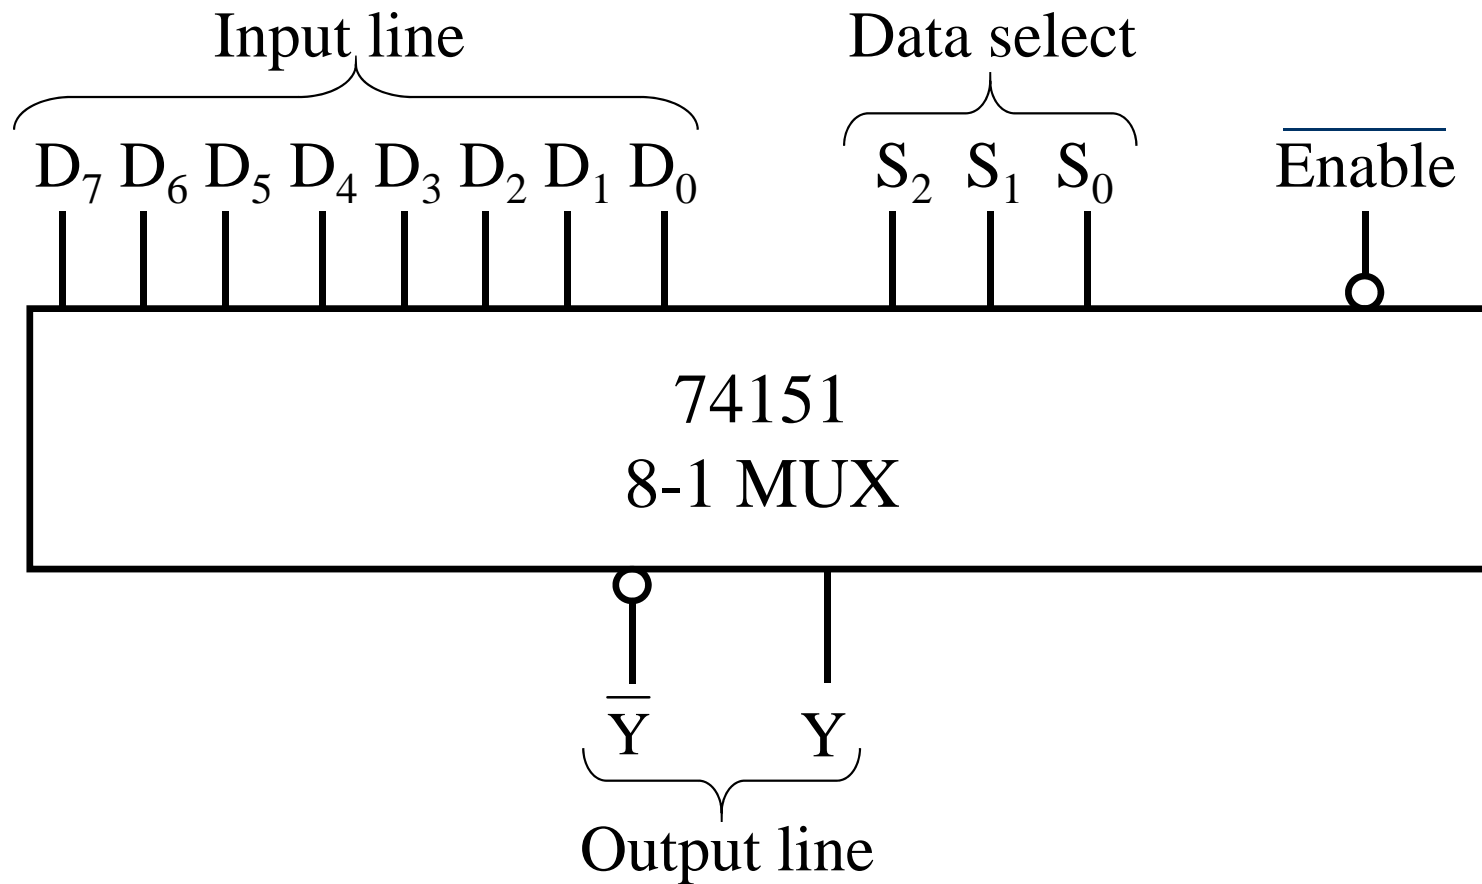 Input line Data select
D₇ D₆ D₅ D₄ D₃ D₂ D₁ D₀ S₂ S₁ S₀ E̅n̅a̅b̅l̅e̅
74151
8-1 MUX
Y̅ Y
Output line